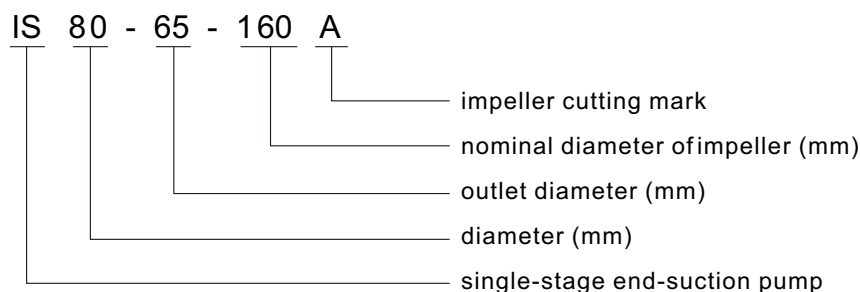 IS 80 - 65 - 160 A
impeller cutting mark
nominal diameter of impeller (mm)
outlet diameter (mm)
diameter (mm)
single-stage end-suction pump